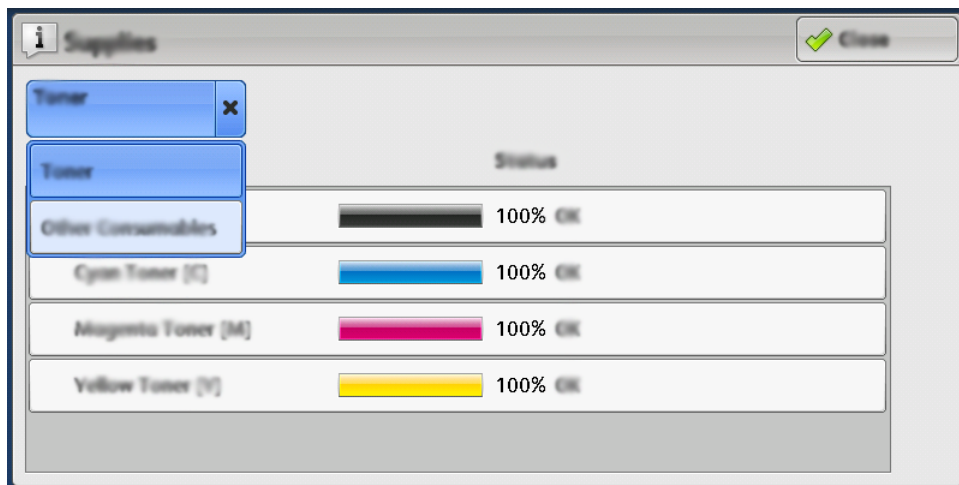 Supplies
Close
Toner
Status
Toner
Other Consumables
100% OK
Cyan Toner [C] 100% OK
Magenta Toner [M] 100% OK
Yellow Toner [Y] 100% OK